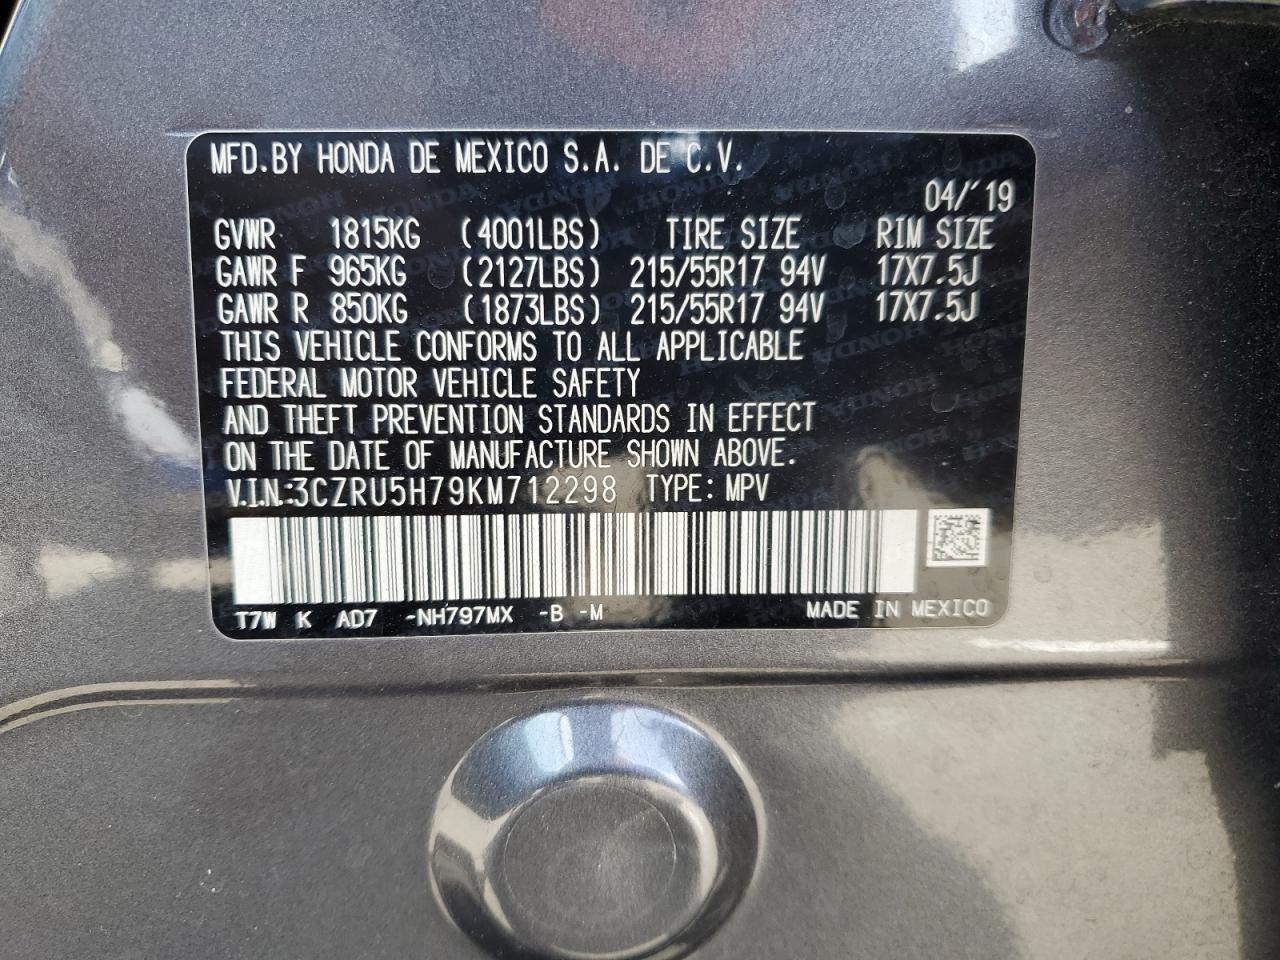 MFD.BY HONDA DE MEXICO S.A. DE C.V.
04/'19
GVWR 1815KG (4001LBS) TIRE SIZE RIM SIZE
GAWR F 965KG (2127LBS) 215/55R17 94V 17X7.5J
GAWR R 850KG (1873LBS) 215/55R17 94V 17X7.5J
THIS VEHICLE CONFORMS TO ALL APPLICABLE
FEDERAL MOTOR VEHICLE SAFETY
AND THEFT PREVENTION STANDARDS IN EFFECT
ON THE DATE OF MANUFACTURE SHOWN ABOVE.
V.I.N.:3CZRU5H79KM712298 TYPE: MPV
T7W K AD7 -NH797MX -B -M MADE IN MEXICO